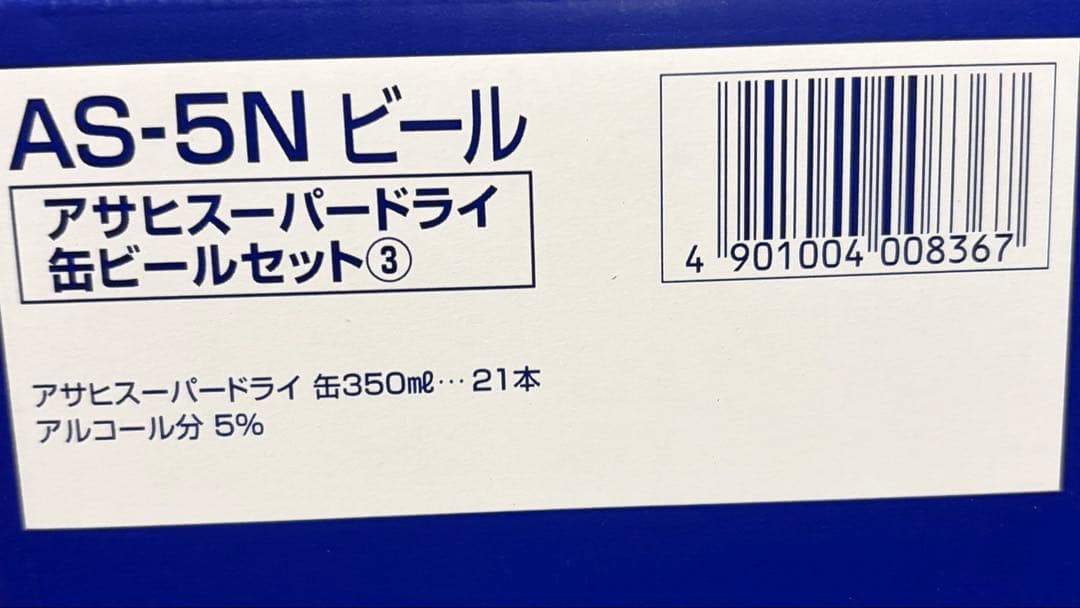 AS-5N ビール
アサヒスーパードライ
缶ビールセット③
4 901004 008367
アサヒスーパードライ 缶350㎖…21本
アルコール分 5%